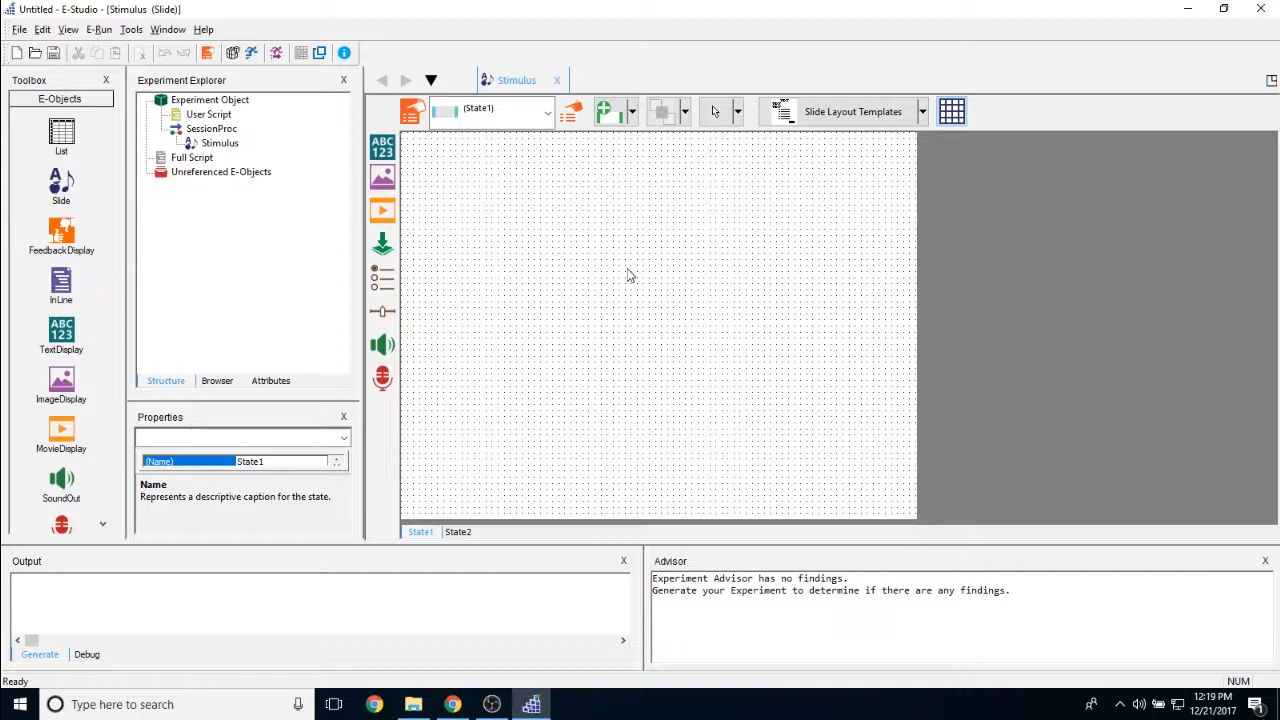 Untitled - E-Studio - [Stimulus (Slide)]
File Edit View E-Run Tools Window Help
Toolbox
E-Objects
List
Slide
FeedbackDisplay
InLine
ABC
123
TextDisplay
ImageDisplay
MovieDisplay
SoundOut
Experiment Explorer
Experiment Object
User Script
SessionProc
Stimulus
Full Script
Unreferenced E-Objects
Structure Browser Attributes
Properties
(Name) State1
Name
Represents a descriptive caption for the state.
Stimulus
(State1)
Slide Layout Templates
ABC
123
State1 State2
Output
Generate Debug
Advisor
Experiment Advisor has no findings.
Generate your Experiment to determine if there are any findings.
Ready
NUM
Type here to search
12:19 PM
12/21/2017